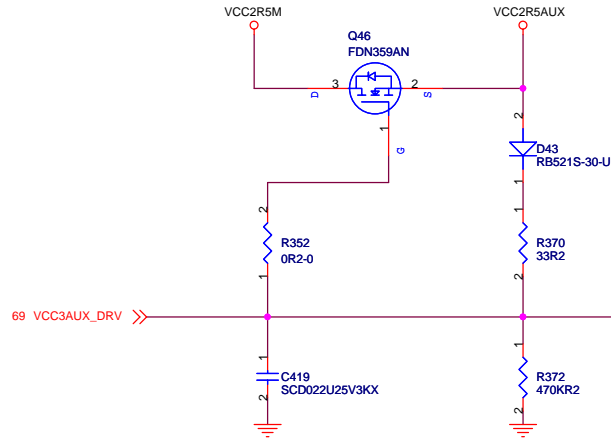 VCC2R5M VCC2R5AUX
Q46
FDN359AN
3 2
D S
1
G
2
D43
RB521S-30-U
1
2 1
R352 R370
0R2-0 33R2
1 2
69 VCC3AUX_DRV
1 1
C419 R372
SCD022U25V3KX 470KR2
2 2